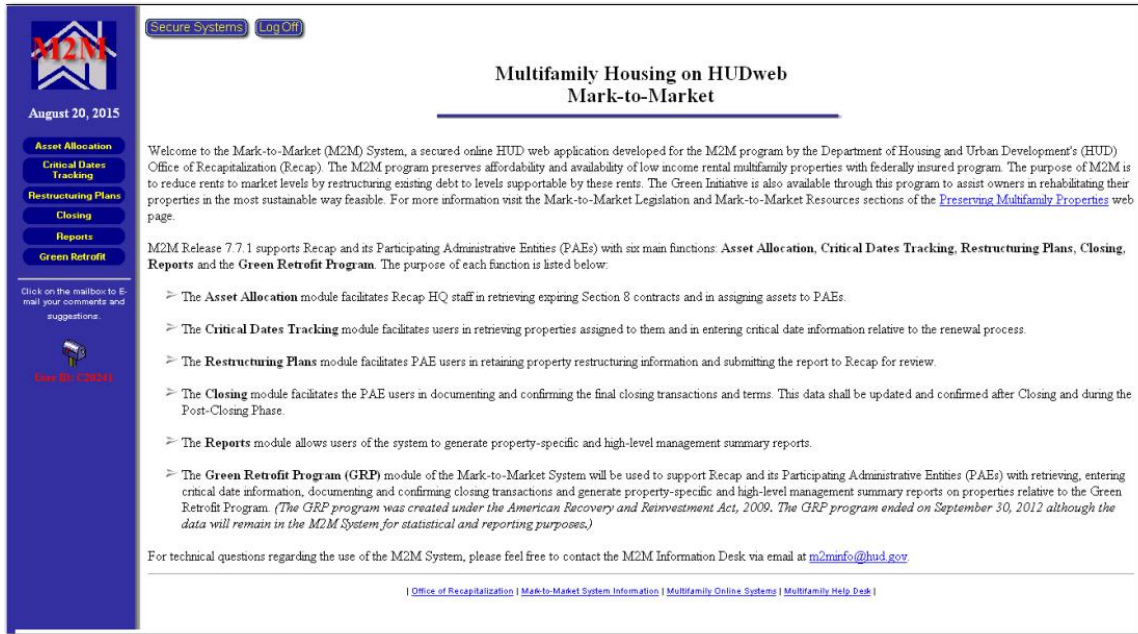 M2M
August 20, 2015
Asset Allocation
Critical Dates
Tracking
Restructuring Plans
Closing
Reports
Green Retrofit
Click on the mailbox to E-
mail your comments and
suggestions.
User ID: C20241
Secure Systems Log Off
Multifamily Housing on HUDweb
Mark-to-Market
Welcome to the Mark-to-Market (M2M) System, a secured online HUD web application developed for the M2M program by the Department of Housing and Urban Development's (HUD)
Office of Recapitalization (Recap). The M2M program preserves affordability and availability of low income rental multifamily properties with federally insured program. The purpose of M2M is
to reduce rents to market levels by restructuring existing debt to levels supportable by these rents. The Green Initiative is also available through this program to assist owners in rehabilitating their
properties in the most sustainable way feasible. For more information visit the Mark-to-Market Legislation and Mark-to-Market Resources sections of the Preserving Multifamily Properties web
page.
M2M Release 7.7.1 supports Recap and its Participating Administrative Entities (PAEs) with six main functions: Asset Allocation, Critical Dates Tracking, Restructuring Plans, Closing,
Reports and the Green Retrofit Program. The purpose of each function is listed below:
➢ The Asset Allocation module facilitates Recap HQ staff in retrieving expiring Section 8 contracts and in assigning assets to PAEs.
➢ The Critical Dates Tracking module facilitates users in retrieving properties assigned to them and in entering critical date information relative to the renewal process.
➢ The Restructuring Plans module facilitates PAE users in retaining property restructuring information and submitting the report to Recap for review.
➢ The Closing module facilitates the PAE users in documenting and confirming the final closing transactions and terms. This data shall be updated and confirmed after Closing and during the
Post-Closing Phase.
➢ The Reports module allows users of the system to generate property-specific and high-level management summary reports.
➢ The Green Retrofit Program (GRP) module of the Mark-to-Market System will be used to support Recap and its Participating Administrative Entities (PAEs) with retrieving, entering
critical date information, documenting and confirming closing transactions and generate property-specific and high-level management summary reports on properties relative to the Green
Retrofit Program. (The GRP program was created under the American Recovery and Reinvestment Act, 2009. The GRP program ended on September 30, 2012 although the
data will remain in the M2M System for statistical and reporting purposes.)
For technical questions regarding the use of the M2M System, please feel free to contact the M2M Information Desk via email at m2minfo@hud.gov.
| Office of Recapitalization | Mark-to-Market System Information | Multifamily Online Systems | Multifamily Help Desk |